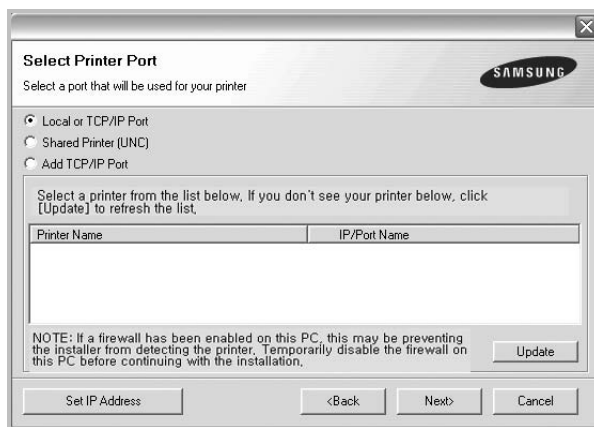 Select Printer Port
Select a port that will be used for your printer
SAMSUNG
Local or TCP/IP Port
Shared Printer (UNC)
Add TCP/IP Port
Select a printer from the list below, If you don't see your printer below, click
[Update] to refresh the list,
Printer Name IP/Port Name
NOTE: If a firewall has been enabled on this PC, this may be preventing
the installer from detecting the printer, Temporarily disable the firewall on
this PC before continuing with the installation,
Update
Set IP Address <Back Next> Cancel